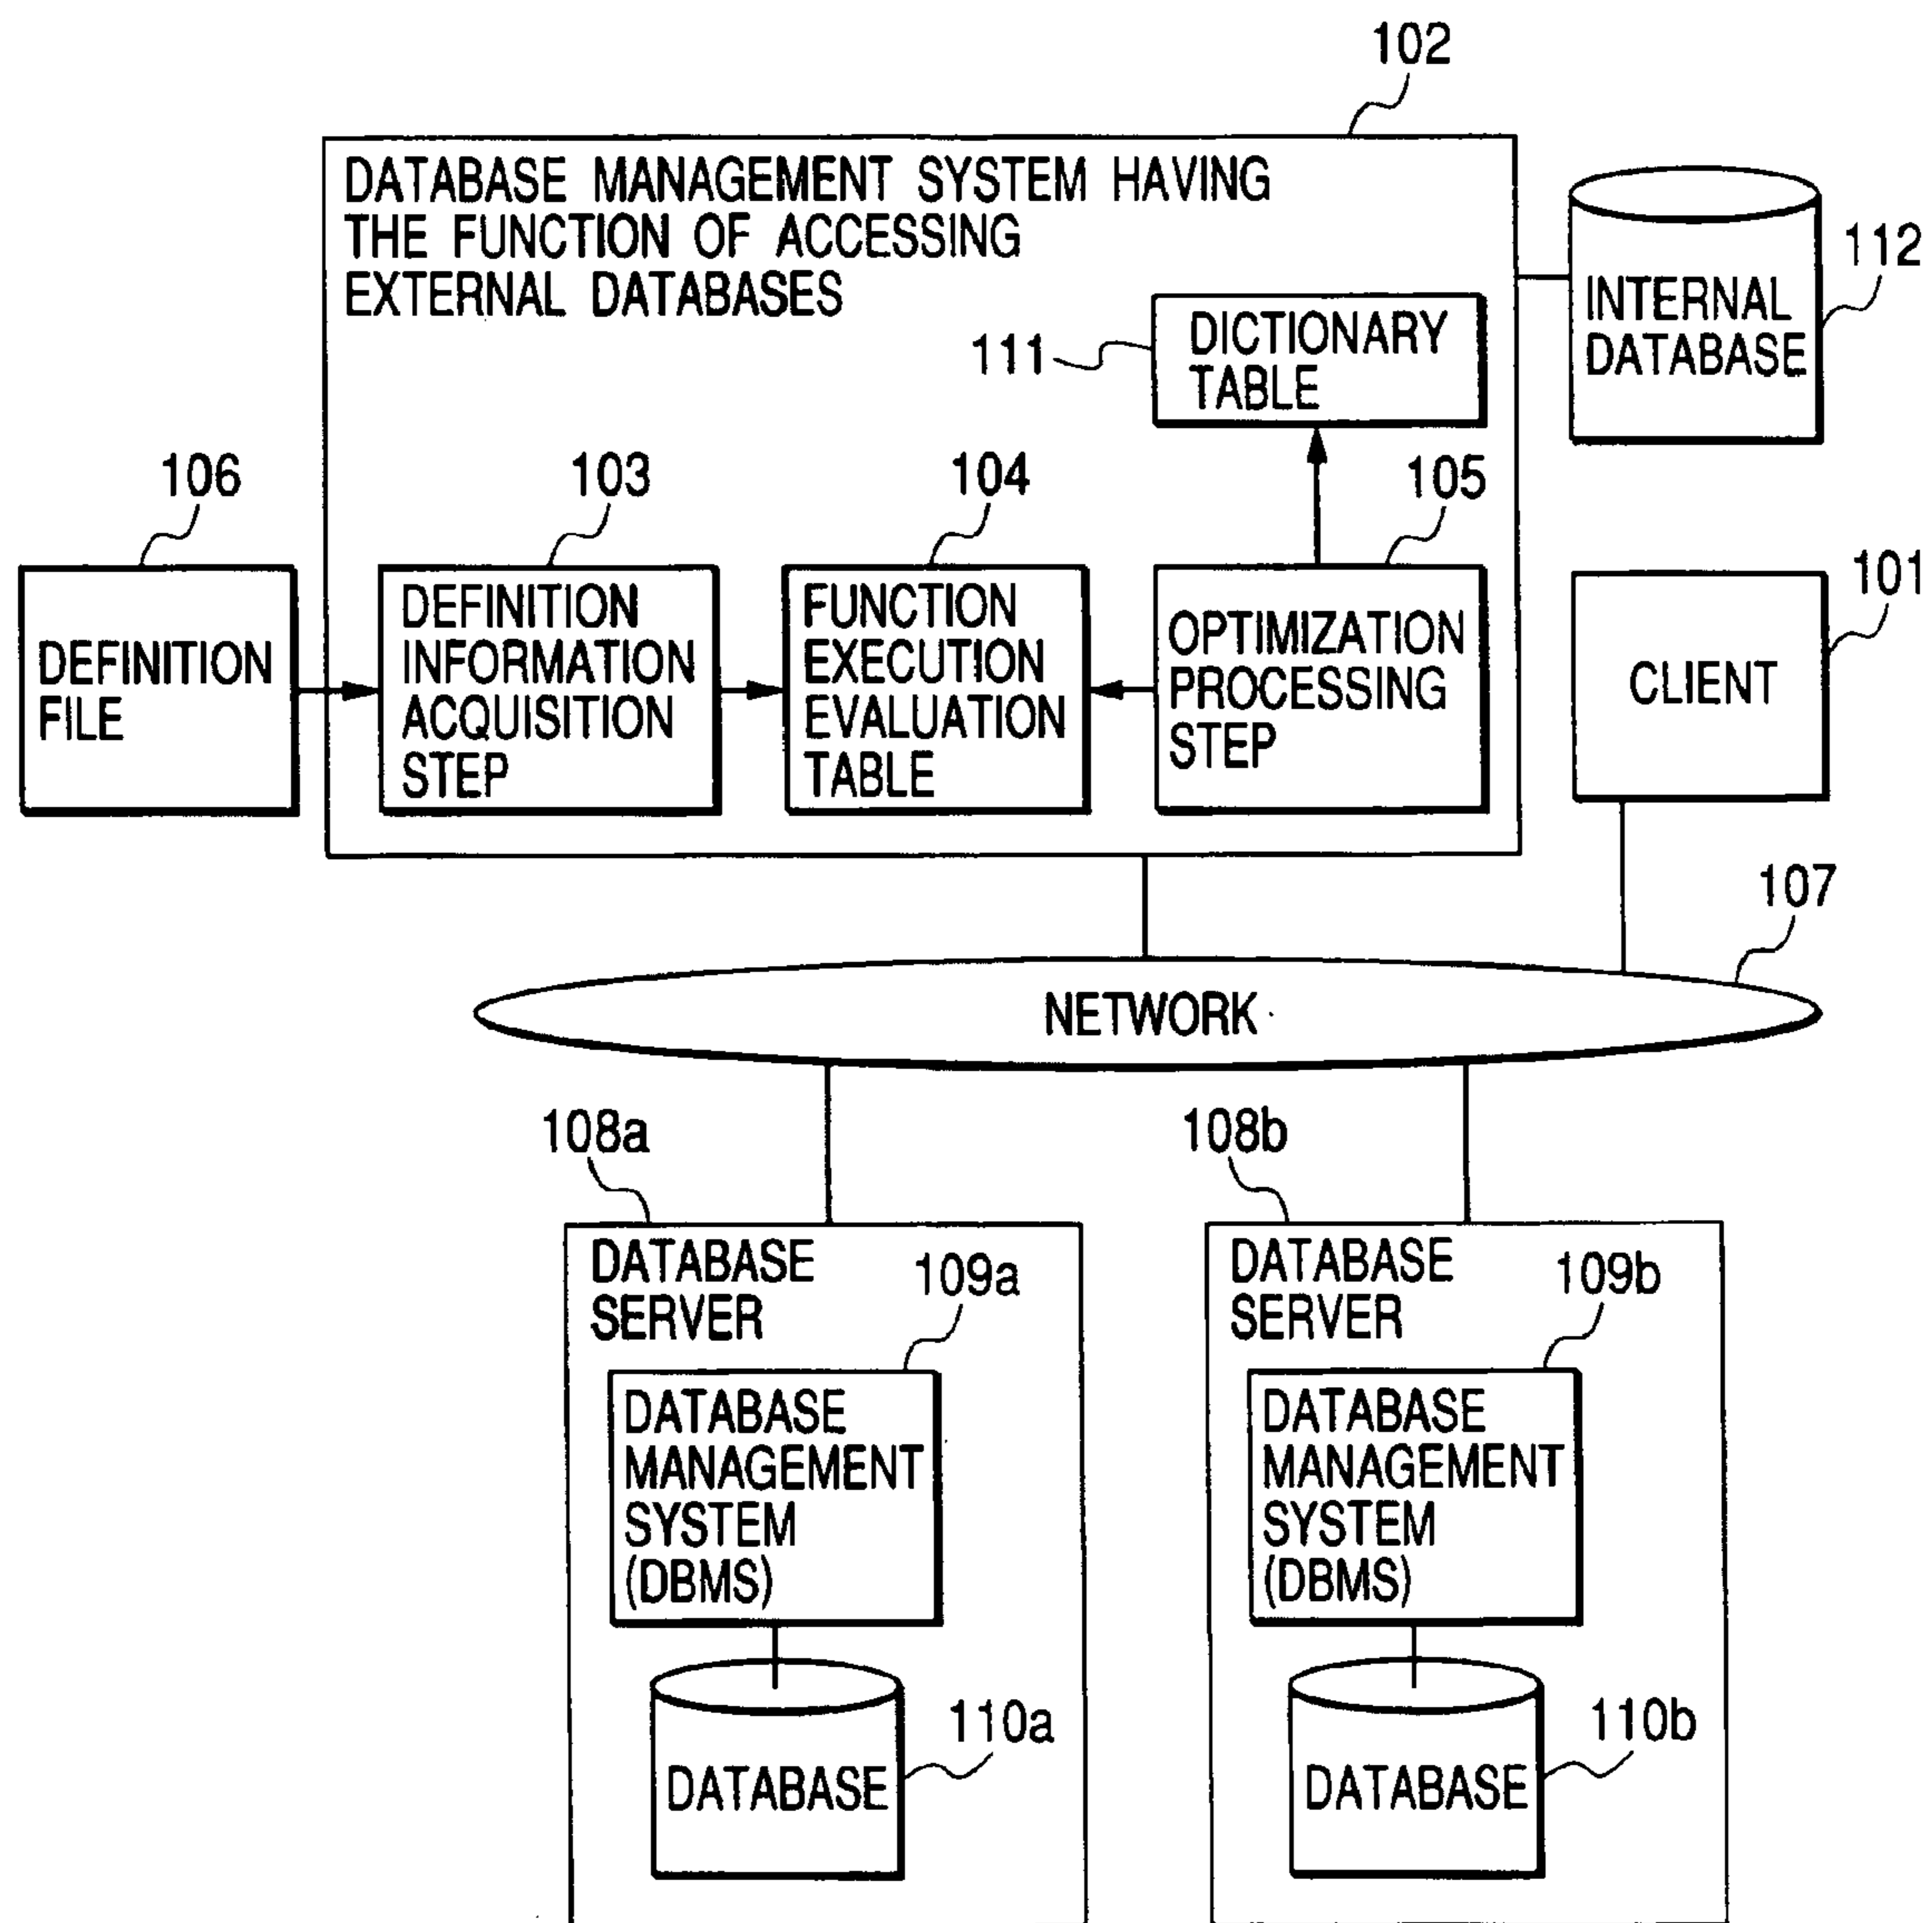 102
DATABASE MANAGEMENT SYSTEM HAVING
THE FUNCTION OF ACCESSING
EXTERNAL DATABASES
112
INTERNAL
DATABASE
111
DICTIONARY
TABLE
106
103
104
105
101
DEFINITION
FILE
DEFINITION
INFORMATION
ACQUISITION
STEP
FUNCTION
EXECUTION
EVALUATION
TABLE
OPTIMIZATION
PROCESSING
STEP
CLIENT
107
NETWORK
108a
108b
DATABASE
SERVER
109a
DATABASE
MANAGEMENT
SYSTEM
(DBMS)
110a
DATABASE
DATABASE
SERVER
109b
DATABASE
MANAGEMENT
SYSTEM
(DBMS)
110b
DATABASE